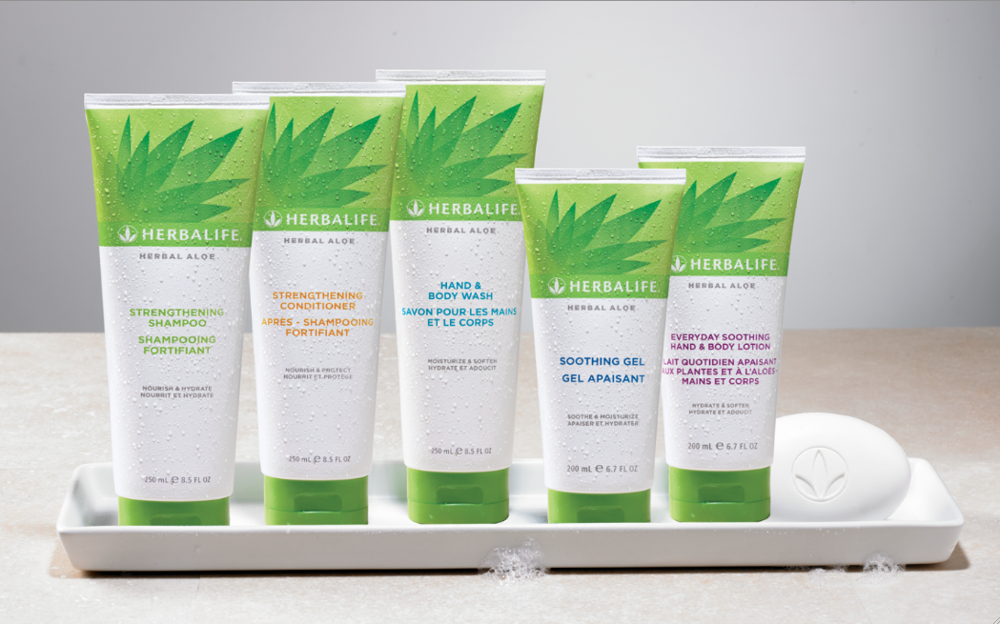 HERBALIFE
HERBAL ALOE
STRENGTHENING
SHAMPOO
SHAMPOOING
FORTIFIANT
NOURISH & HYDRATE
NOURRIT ET HYDRATE
250 mL e 8.5 FL OZ
HERBALIFE
HERBAL ALOE
STRENGTHENING
CONDITIONER
APRÈS - SHAMPOOING
FORTIFIANT
NOURISH & PROTECT
NOURRIT ET PROTÈGE
250 mL e 8.5 FL OZ
HERBALIFE
HERBAL ALOE
HAND &
BODY WASH
SAVON POUR LES MAINS
ET LE CORPS
MOISTURIZE & SOFTEN
HYDRATE ET ADOUCIT
250 mL e 8.5 FL OZ
HERBALIFE
HERBAL ALOE
SOOTHING GEL
GEL APAISANT
SOOTHE & MOISTURIZE
APAISER ET HYDRATER
200 mL e 6.7 FL OZ
HERBALIFE
HERBAL ALOE
EVERYDAY SOOTHING
HAND & BODY LOTION
LAIT QUOTIDIEN APAISANT
AUX PLANTES ET À L'ALOÈS -
MAINS ET CORPS
HYDRATE & SOFTEN
HYDRATE ET ADOUCIT
200 mL e 6.7 FL OZ